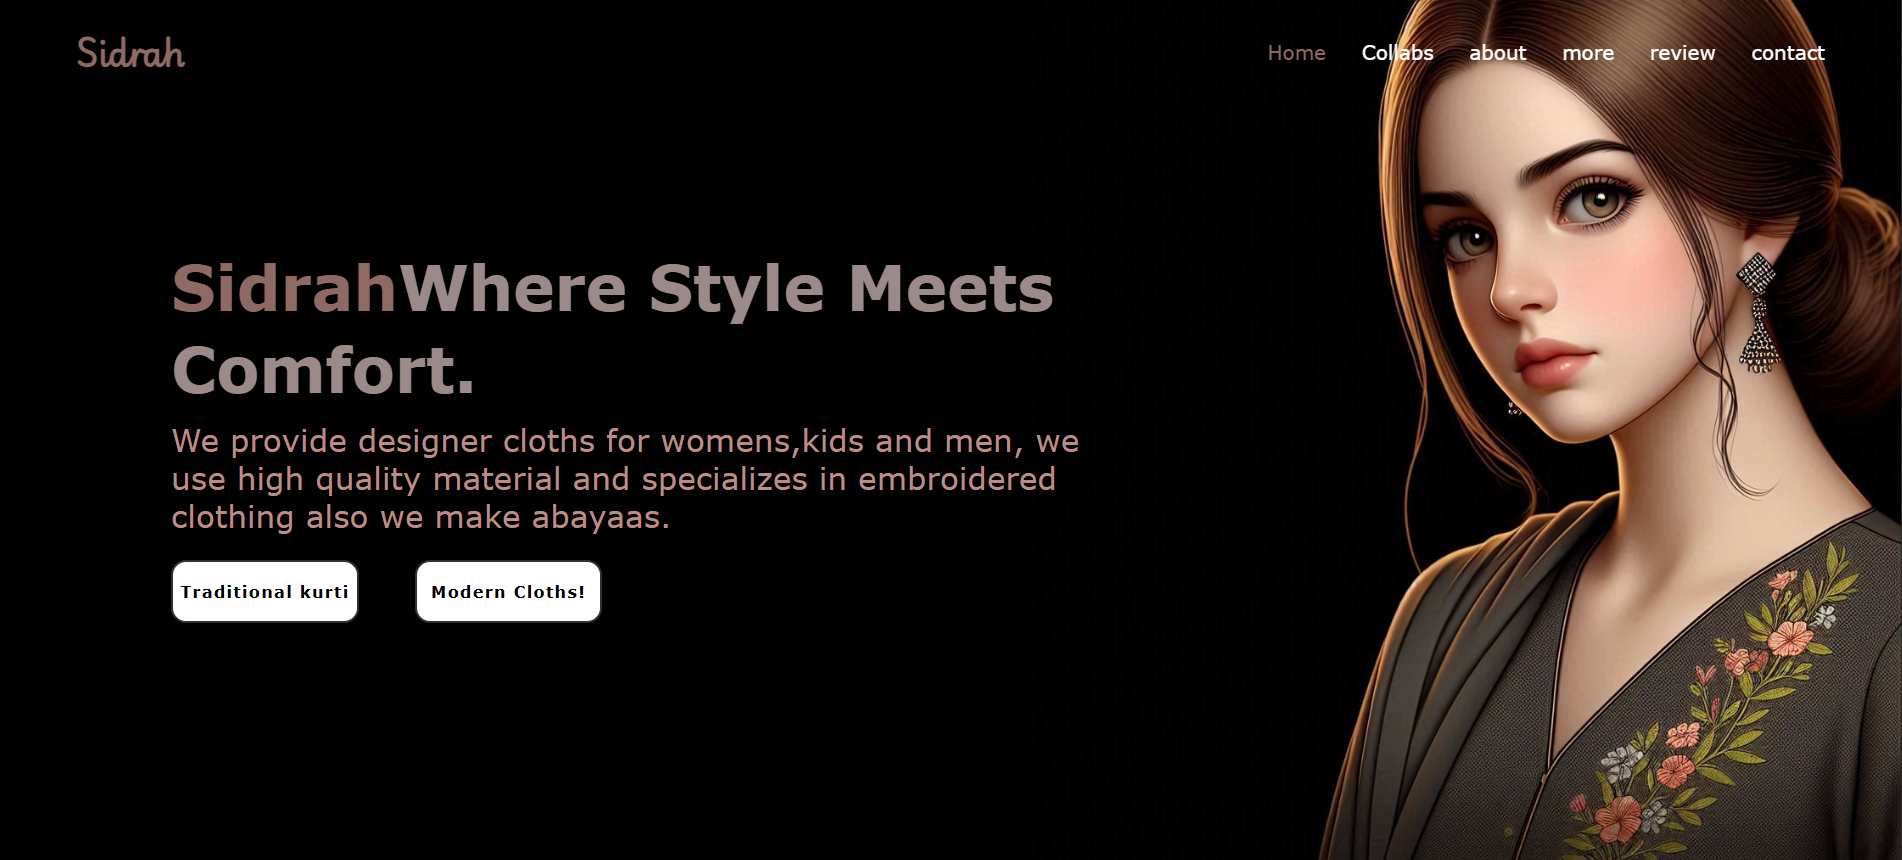 Sidrah
Home Collabs about more review contact
SidrahWhere Style Meets
Comfort.
We provide designer cloths for womens,kids and men, we
use high quality material and specializes in embroidered
clothing also we make abayaas.
Traditional kurti
Modern Cloths!